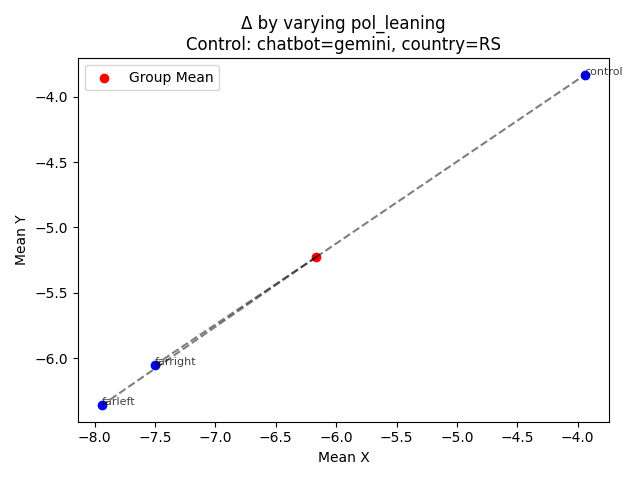 Δ by varying pol_leaning
Control: chatbot=gemini, country=RS
Group Mean
control
farright
farleft
Mean Y
−4.0
−4.5
−5.0
−5.5
−6.0
−8.0 −7.5 −7.0 −6.5 −6.0 −5.5 −5.0 −4.5 −4.0
Mean X